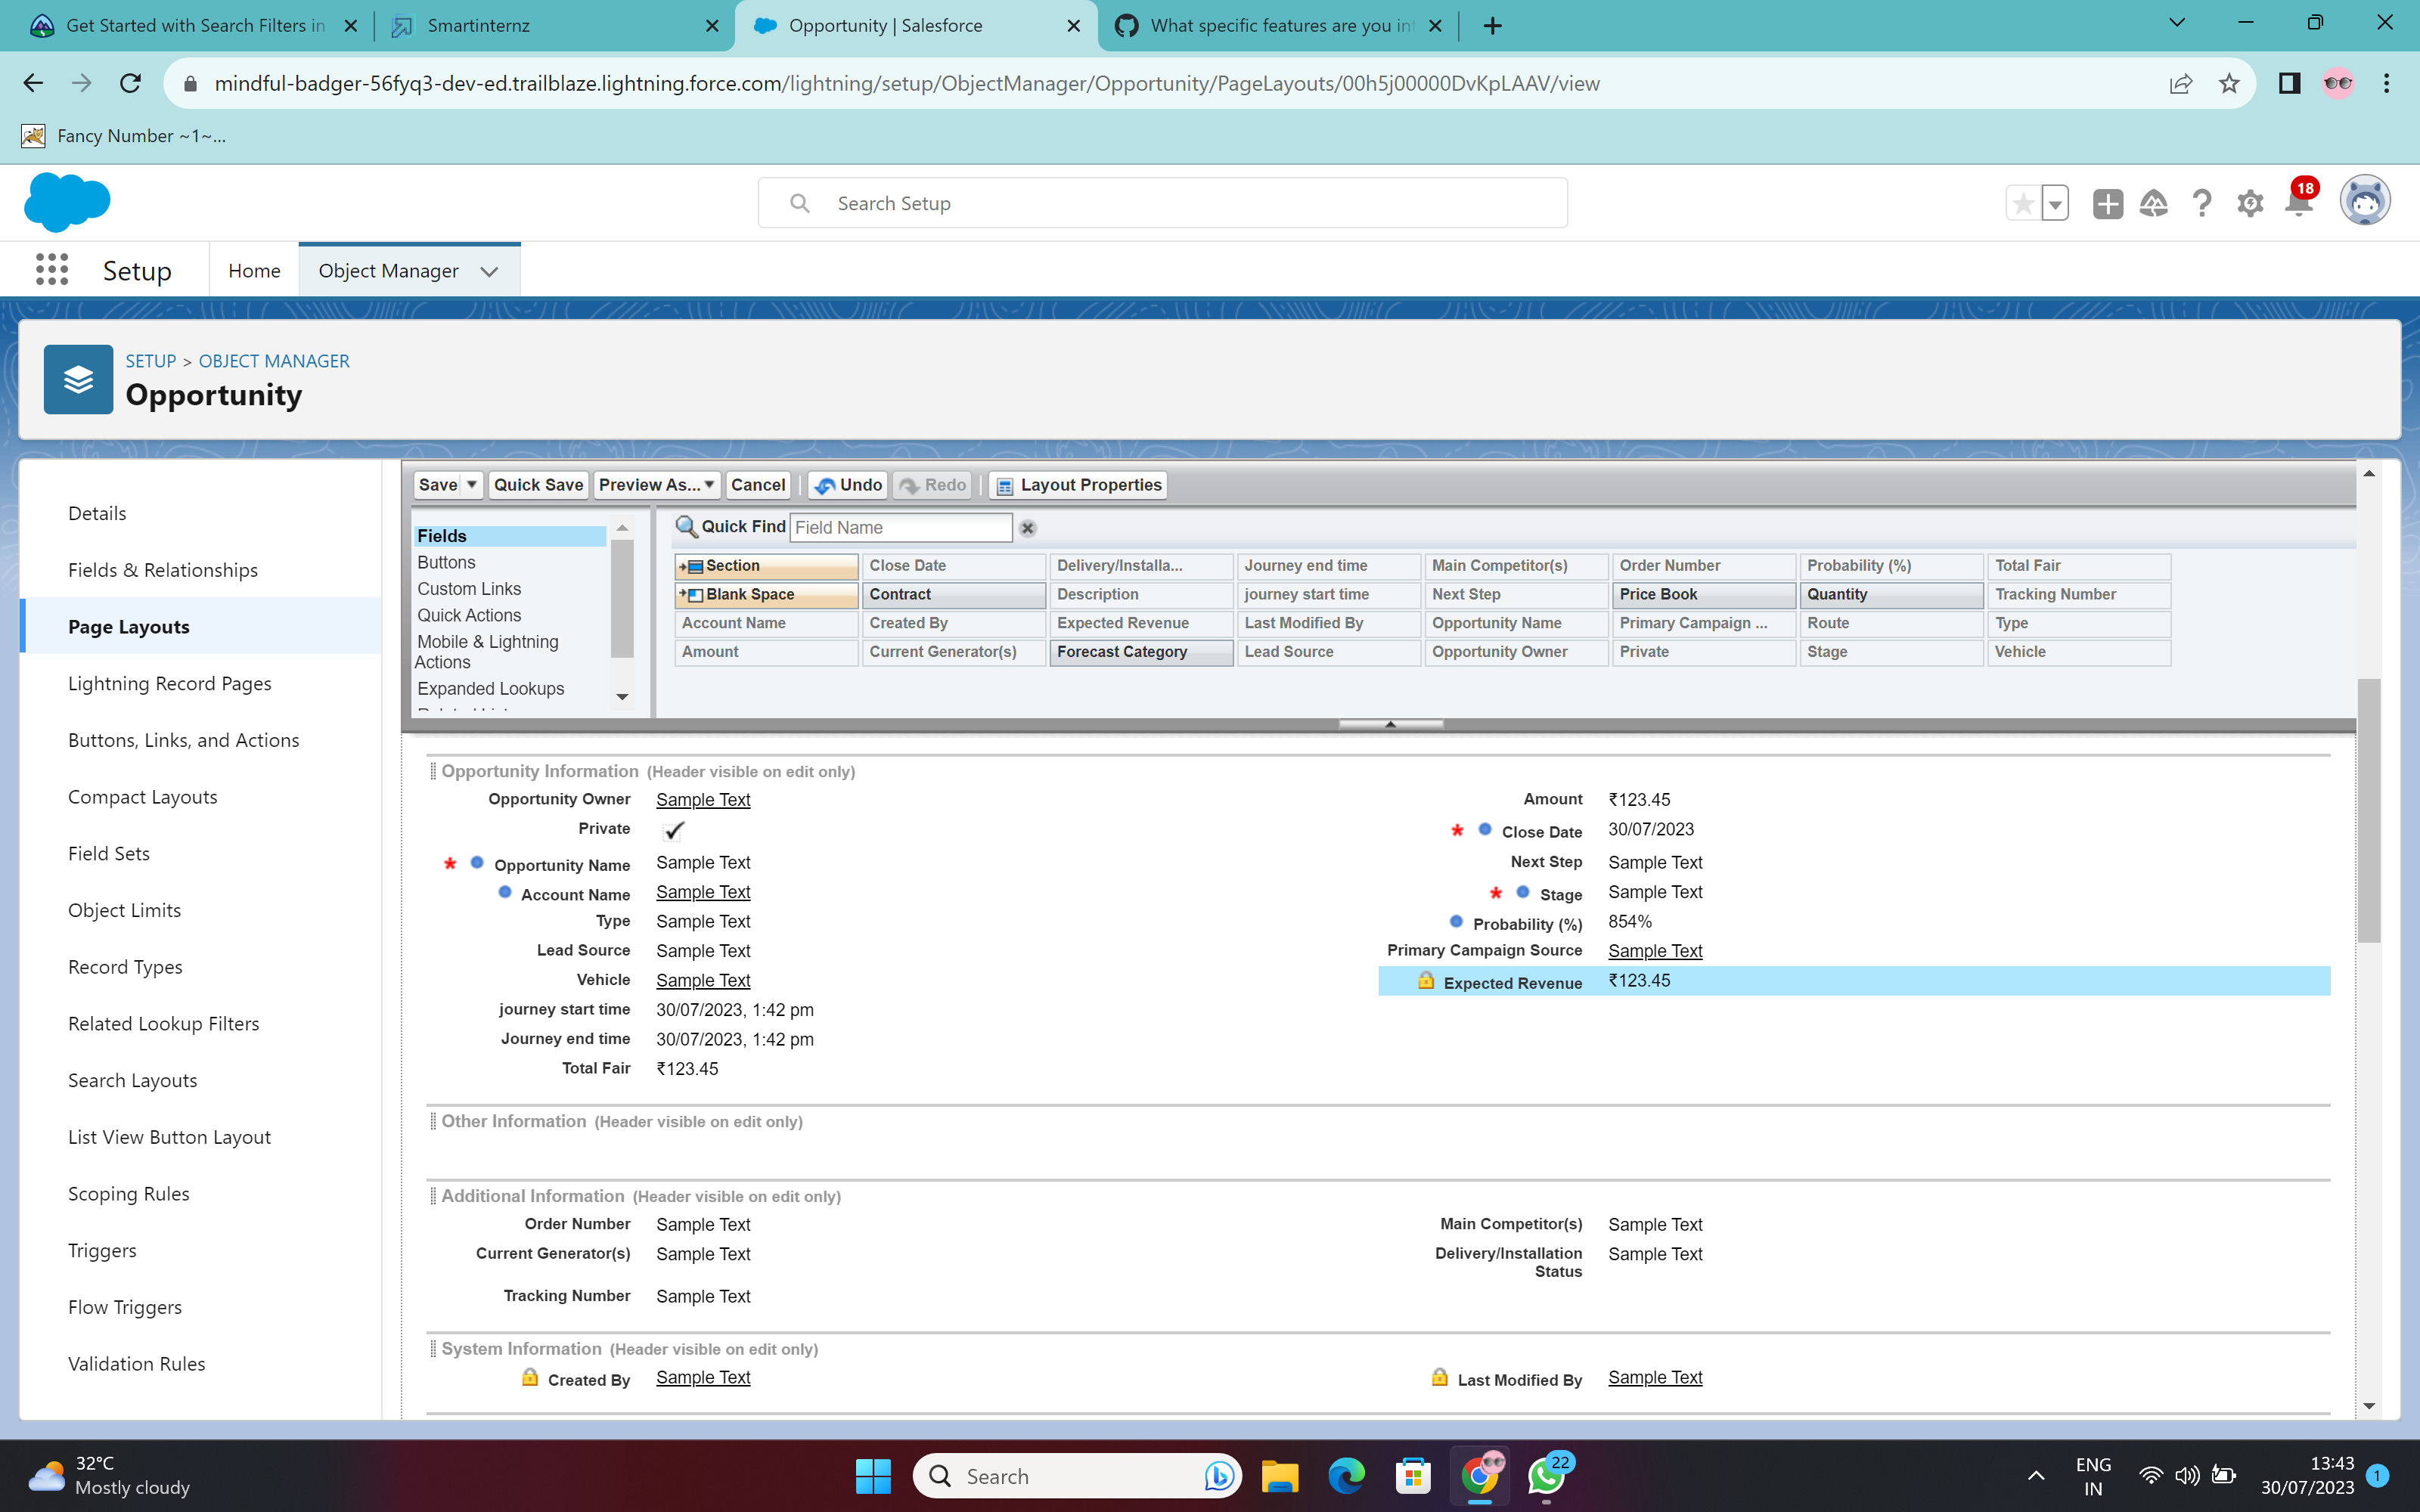 Get Started with Search Filters in
Smartinternz
Opportunity | Salesforce
What specific features are you int
mindful-badger-56fyq3-dev-ed.trailblaze.lightning.force.com/lightning/setup/ObjectManager/Opportunity/PageLayouts/00h5j00000DvKpLAAV/view
Fancy Number ~1~...
Search Setup
18
Setup
Home
Object Manager
SETUP > OBJECT MANAGER
Opportunity
Details
Fields & Relationships
Page Layouts
Lightning Record Pages
Buttons, Links, and Actions
Compact Layouts
Field Sets
Object Limits
Record Types
Related Lookup Filters
Search Layouts
List View Button Layout
Scoping Rules
Triggers
Flow Triggers
Validation Rules
Save Quick Save Preview As... Cancel Undo Redo Layout Properties
Fields
Buttons
Custom Links
Quick Actions
Mobile & Lightning
Actions
Expanded Lookups
Quick Find Field Name
Section Close Date Delivery/Installa... Journey end time Main Competitor(s) Order Number Probability (%) Total Fair
Blank Space Contract Description journey start time Next Step Price Book Quantity Tracking Number
Account Name Created By Expected Revenue Last Modified By Opportunity Name Primary Campaign ... Route Type
Amount Current Generator(s) Forecast Category Lead Source Opportunity Owner Private Stage Vehicle
Opportunity Information (Header visible on edit only)
Opportunity Owner Sample Text Amount ₹123.45
Private * Close Date 30/07/2023
* Opportunity Name Sample Text Next Step Sample Text
Account Name Sample Text * Stage Sample Text
Type Sample Text Probability (%) 854%
Lead Source Sample Text Primary Campaign Source Sample Text
Vehicle Sample Text Expected Revenue ₹123.45
journey start time 30/07/2023, 1:42 pm
Journey end time 30/07/2023, 1:42 pm
Total Fair ₹123.45
Other Information (Header visible on edit only)
Additional Information (Header visible on edit only)
Order Number Sample Text Main Competitor(s) Sample Text
Current Generator(s) Sample Text Delivery/Installation Sample Text
Status
Tracking Number Sample Text
System Information (Header visible on edit only)
Created By Sample Text Last Modified By Sample Text
32°C
Mostly cloudy
Search
22
ENG
IN
13:43
30/07/2023
1